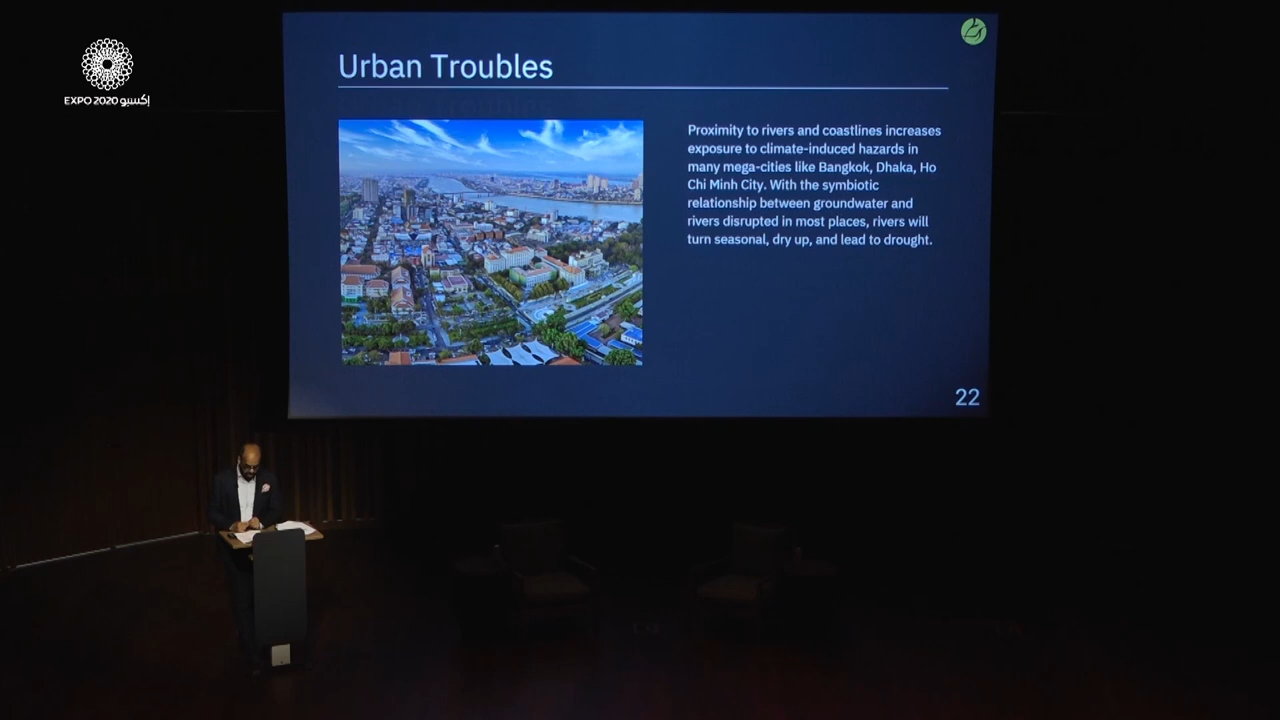 EXPO 2020 إكسبو
Urban Troubles
Proximity to rivers and coastlines increases
exposure to climate-induced hazards in
many mega-cities like Bangkok, Dhaka, Ho
Chi Minh City. With the symbiotic
relationship between groundwater and
rivers disrupted in most places, rivers will
turn seasonal, dry up, and lead to drought.
22